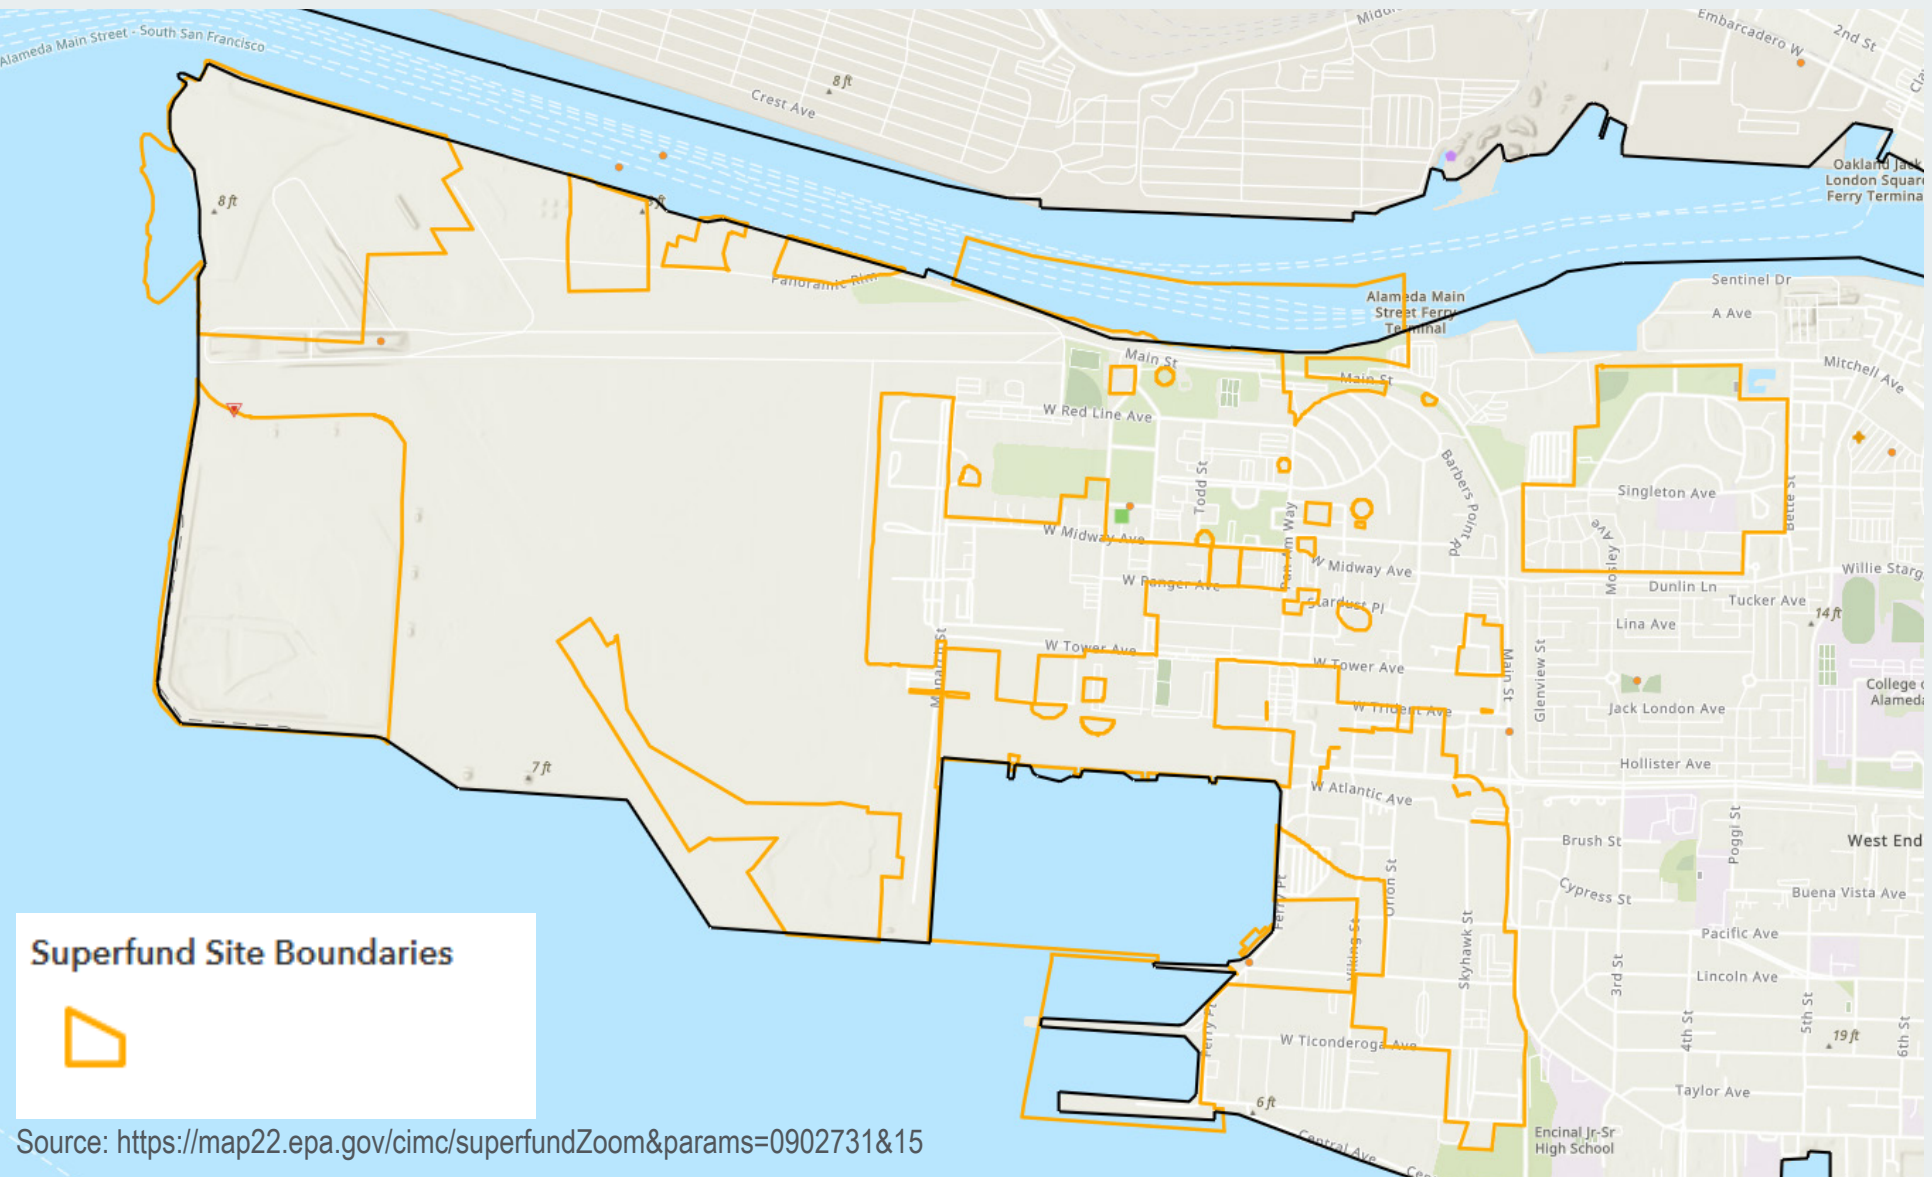 Alameda Main Street - South San Francisco
8 ft
Crest Ave
Embarcadero W
2nd St
Oakland Jack
London Square
Ferry Termina
8 ft
Panoramic Rim
Alameda Main
Street Ferry
Terminal
Sentinel Dr
A Ave
Mitchell Ave
Main St
Main St
W Red Line Ave
Todd St
Barbers Point Rd
Singleton Ave
Mosley Ave
Bette St
Pan Am Way
W Midway Ave
W Midway Ave
W Ranger Ave
Stardust Pl
Dunlin Ln
Tucker Ave
Willie Starg
14 ft
Lina Ave
W Tower Ave
W Tower Ave
Monarch St
Main St
Glenview St
College
Alameda
W Trident Ave
Jack London Ave
7 ft
Hollister Ave
W Atlantic Ave
Brush St
Poggi St
West End
Cypress St
Buena Vista Ave
Ferry Pt
Orion St
Viking St
Skyhawk St
Pacific Ave
Lincoln Ave
3rd St
4th St
5th St
6th St
19 ft
Ferry Pt
W Ticonderoga Ave
Taylor Ave
6 ft
Central Ave
Encinal Jr-Sr
High School
Superfund Site Boundaries
Source: https://map22.epa.gov/cimc/superfundZoom&params=0902731&15